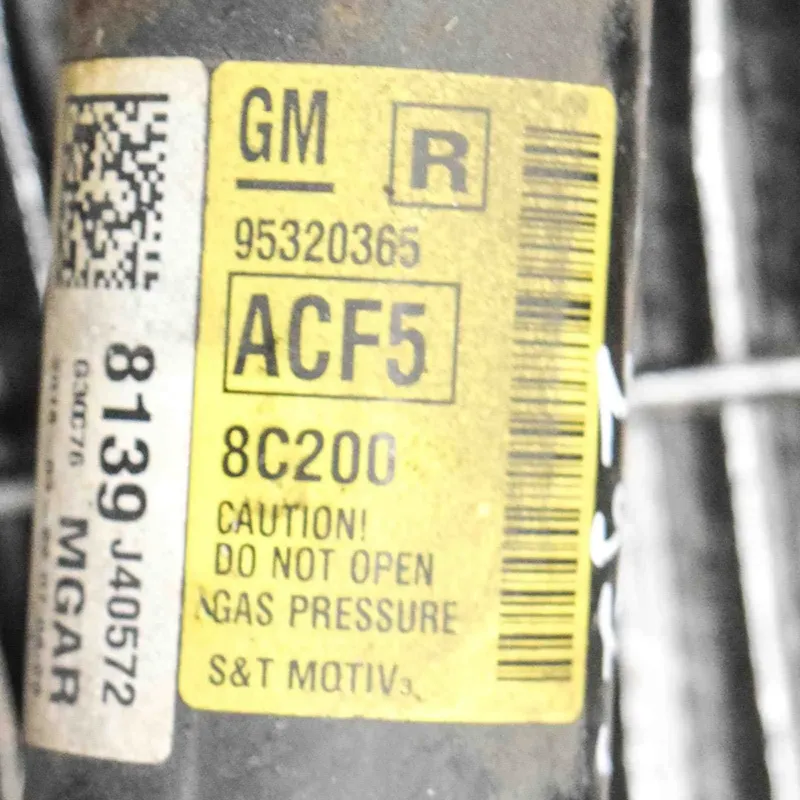 GM
R
95320365
ACF5
8C200
CAUTION!
DO NOT OPEN
GAS PRESSURE
S&T MOTIV
8139 J40572
MGAR